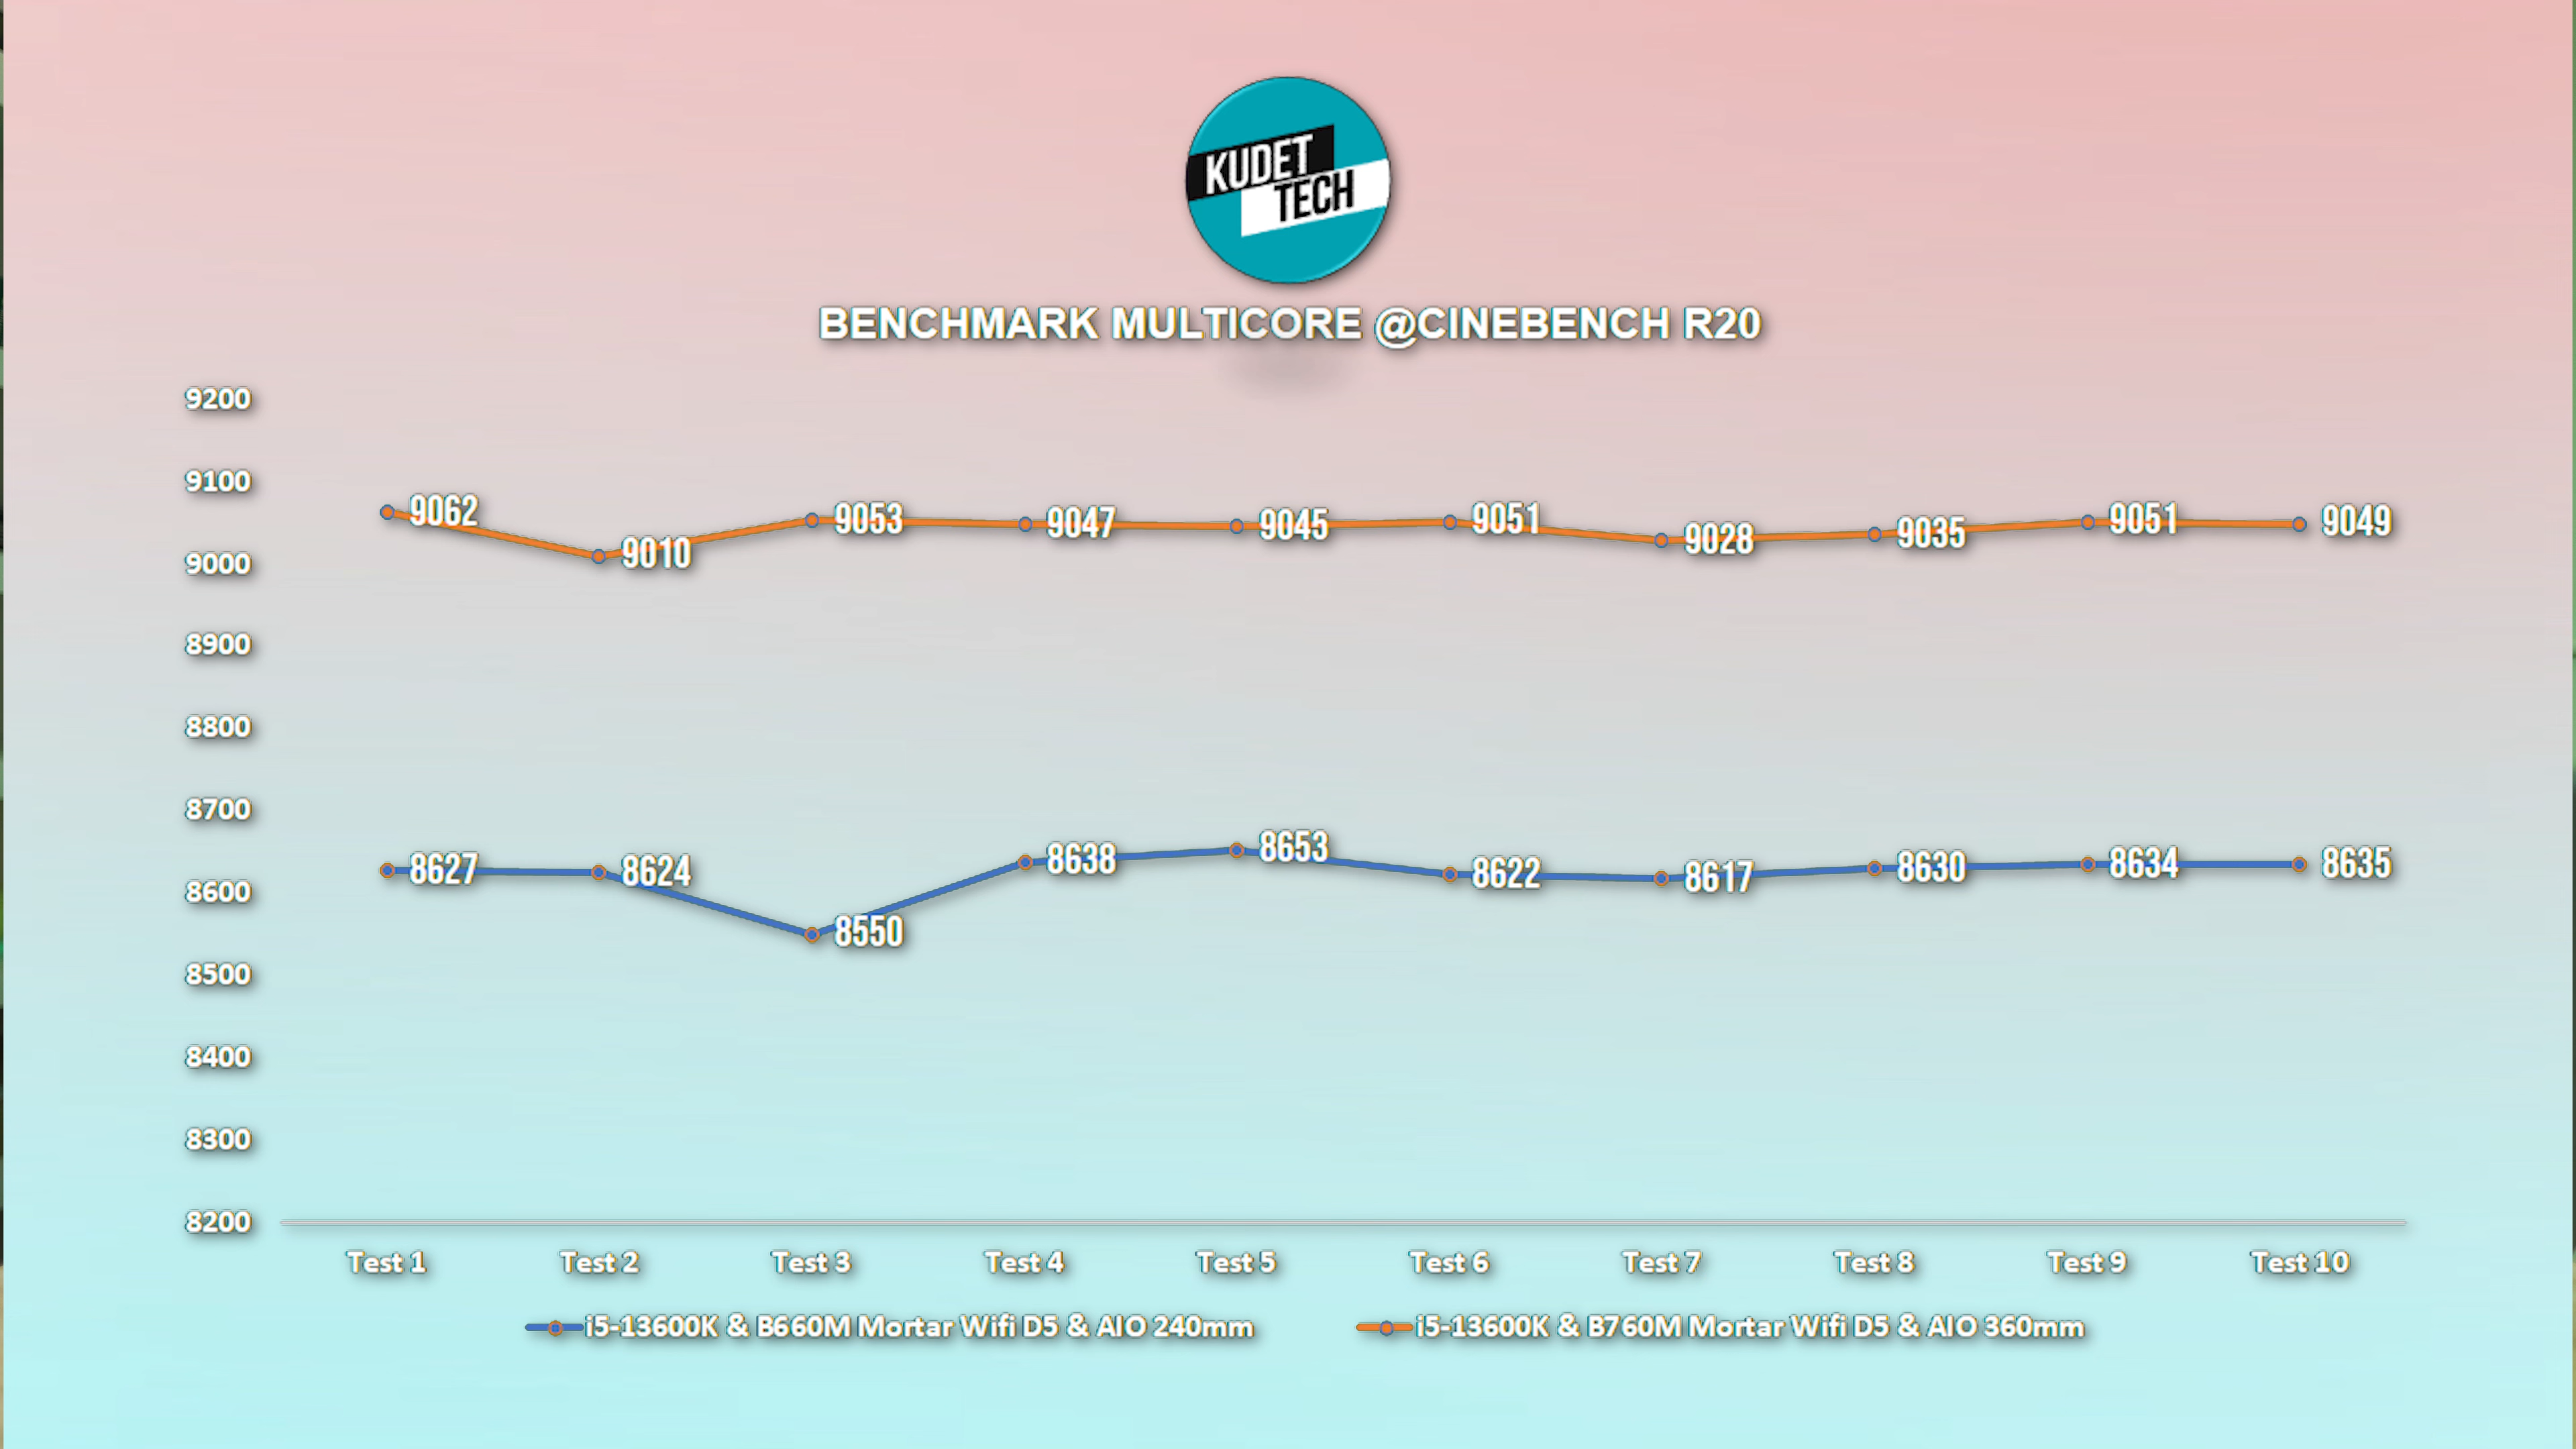 KUDET
TECH
BENCHMARK MULTICORE @CINEBENCH R20
9200
9100
9000
8900
8800
8700
8600
8500
8400
8300
8200
9062
9010
9053
9047
9045
9051
9028
9035
9051
9049
8627
8624
8550
8638
8653
8622
8617
8630
8634
8635
Test 1
Test 2
Test 3
Test 4
Test 5
Test 6
Test 7
Test 8
Test 9
Test 10
i5-13600K & B660M Mortar Wifi D5 & AIO 240mm
i5-13600K & B760M Mortar Wifi D5 & AIO 360mm